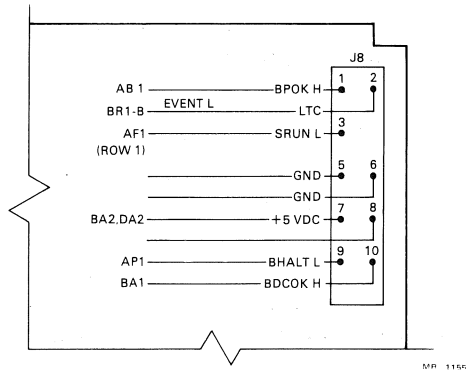 J8
1 2
AB 1 BPOK H
EVENT L
BR1-B LTC
3
AF1 SRUN L
(ROW 1)
5 6
GND
GND
7 8
BA2,DA2 +5 VDC
9 10
AP1 BHALT L
BA1 BDCOK H
MR 1155